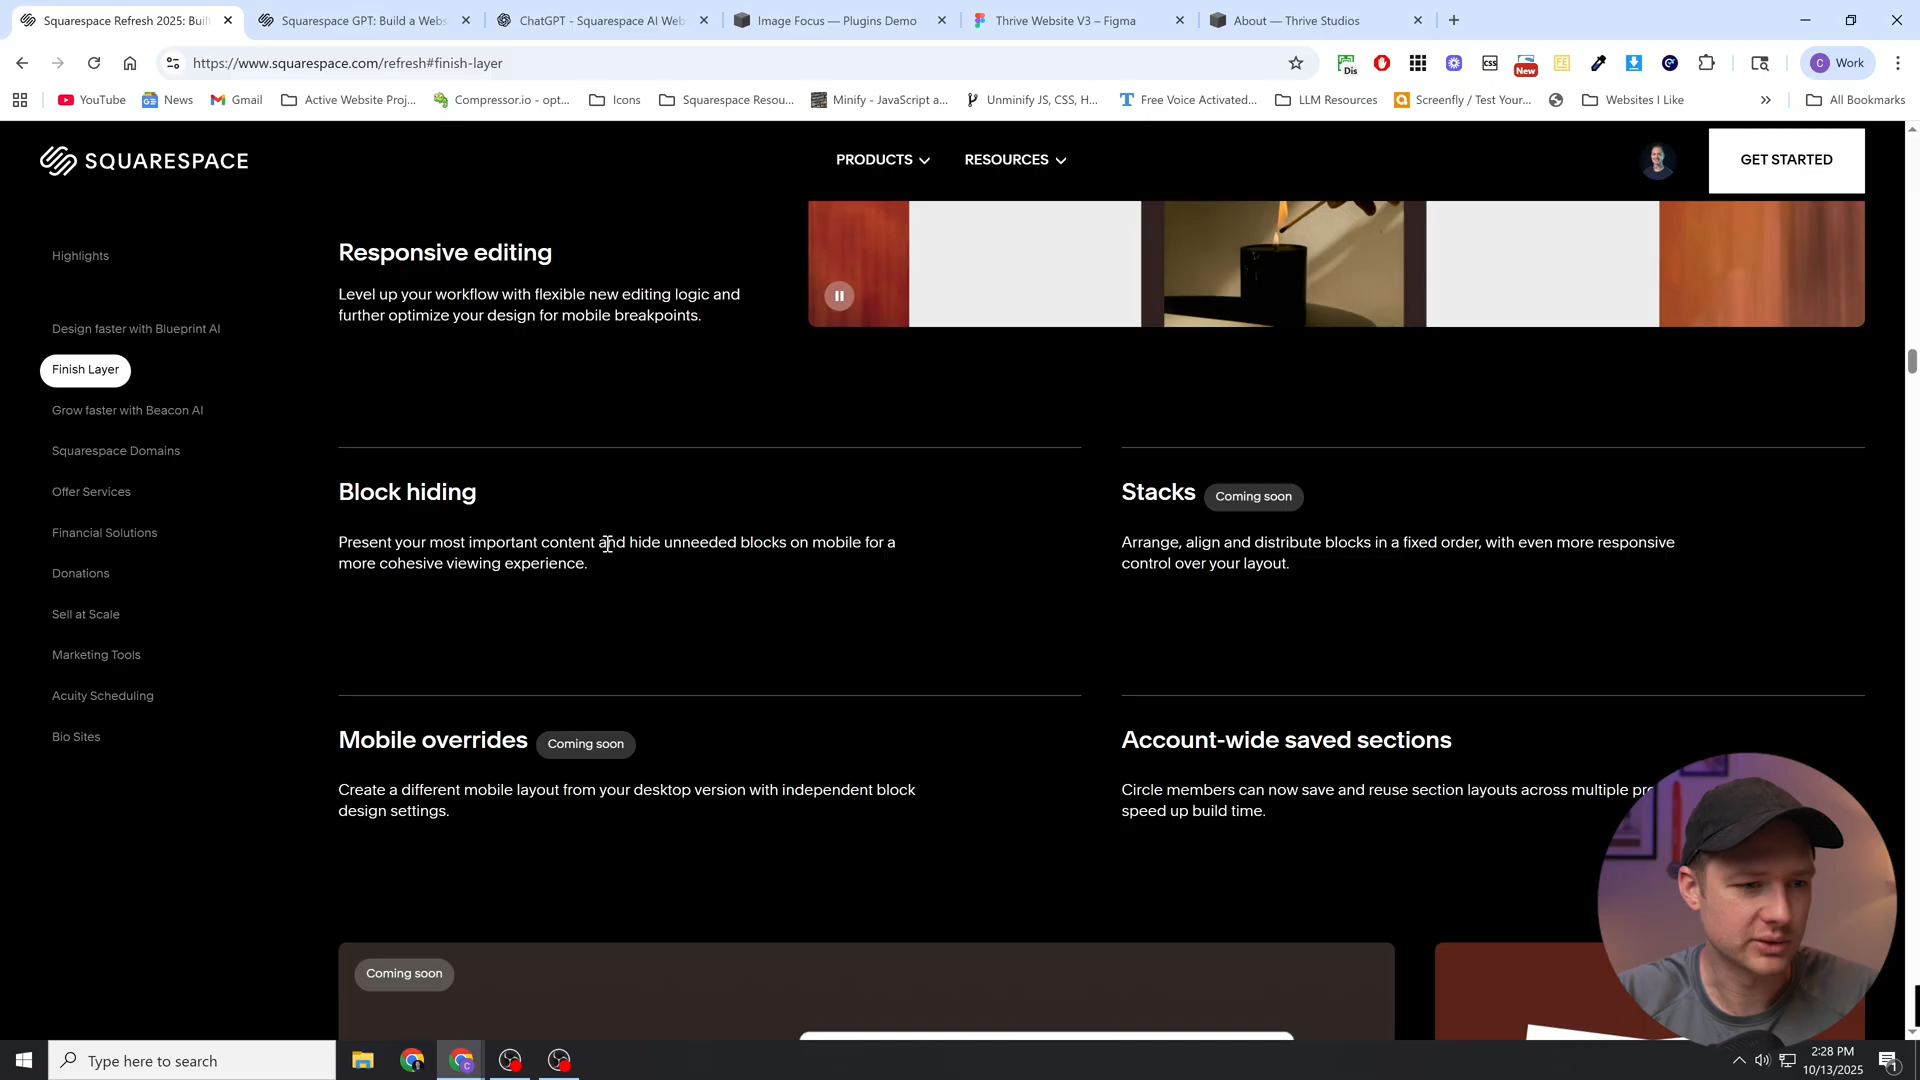 Squarespace Refresh 2025: Buil
Squarespace GPT: Build a Webs
ChatGPT - Squarespace AI Web
Image Focus — Plugins Demo
Thrive Website V3 – Figma
About — Thrive Studios
https://www.squarespace.com/refresh#finish-layer
Dis
CSS
New
FE
C Work
YouTube
News
Gmail
Active Website Proj...
Compressor.io - opt...
Icons
Squarespace Resou...
Minify - JavaScript a...
Unminify JS, CSS, H...
Free Voice Activated...
LLM Resources
Screenfly / Test Your...
Websites I Like
All Bookmarks
SQUARESPACE
PRODUCTS
RESOURCES
GET STARTED
Highlights
Design faster with Blueprint AI
Finish Layer
Grow faster with Beacon AI
Squarespace Domains
Offer Services
Financial Solutions
Donations
Sell at Scale
Marketing Tools
Acuity Scheduling
Bio Sites
Responsive editing
Level up your workflow with flexible new editing logic and
further optimize your design for mobile breakpoints.
Block hiding
Present your most important content and hide unneeded blocks on mobile for a
more cohesive viewing experience.
Stacks
Coming soon
Arrange, align and distribute blocks in a fixed order, with even more responsive
control over your layout.
Mobile overrides
Coming soon
Create a different mobile layout from your desktop version with independent block
design settings.
Account-wide saved sections
Circle members can now save and reuse section layouts across multiple pro
speed up build time.
Coming soon
Type here to search
2:28 PM
10/13/2025
1